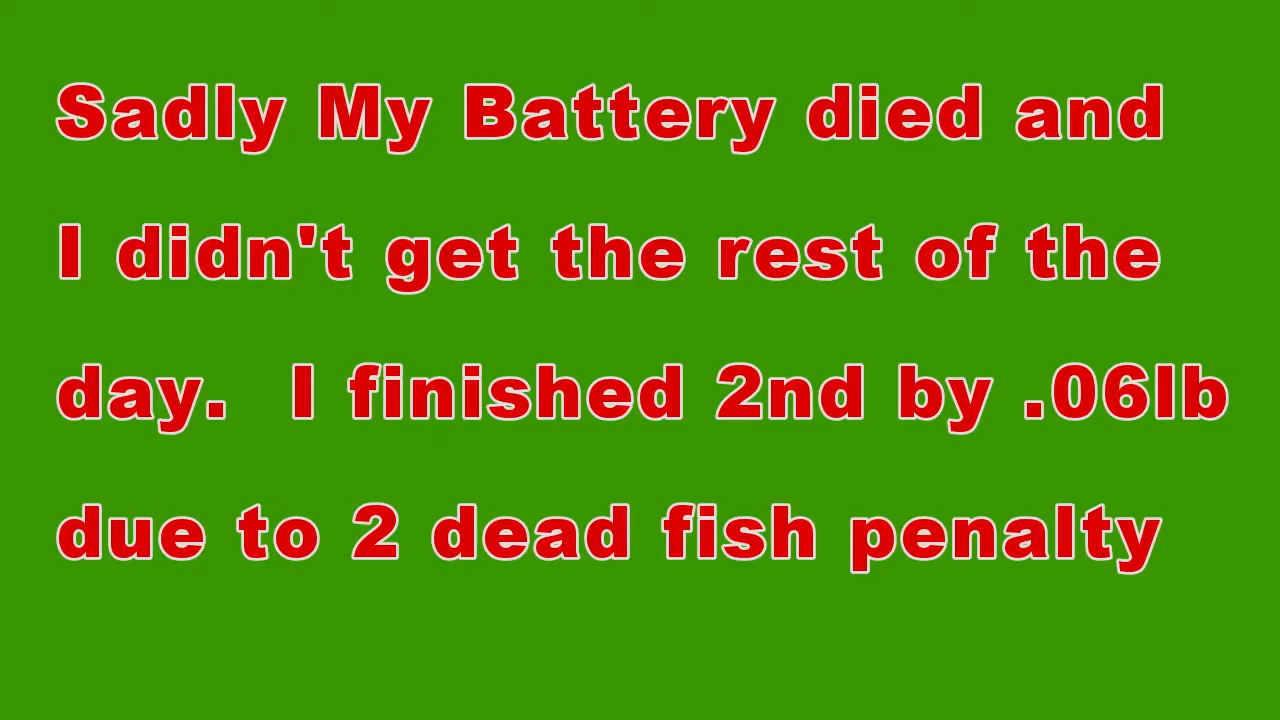 Sadly My Battery died and
I didn't get the rest of the
day.  I finished 2nd by .06lb
due to 2 dead fish penalty